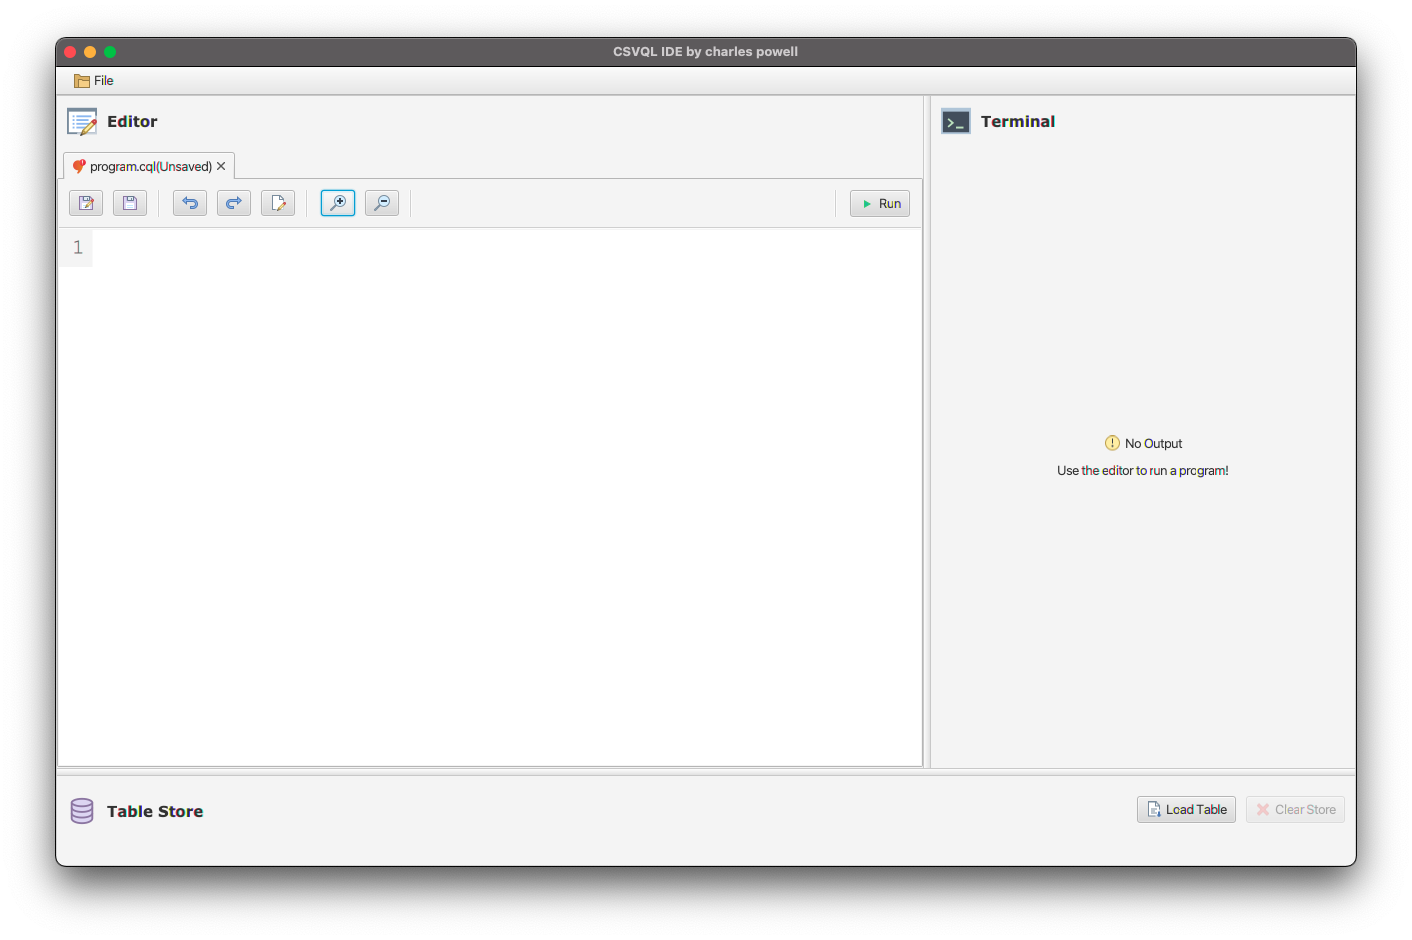 CSVQL IDE by charles powell
File
Editor
Terminal
program.cql(Unsaved)
Run
1
No Output
Use the editor to run a program!
Table Store
Load Table
Clear Store